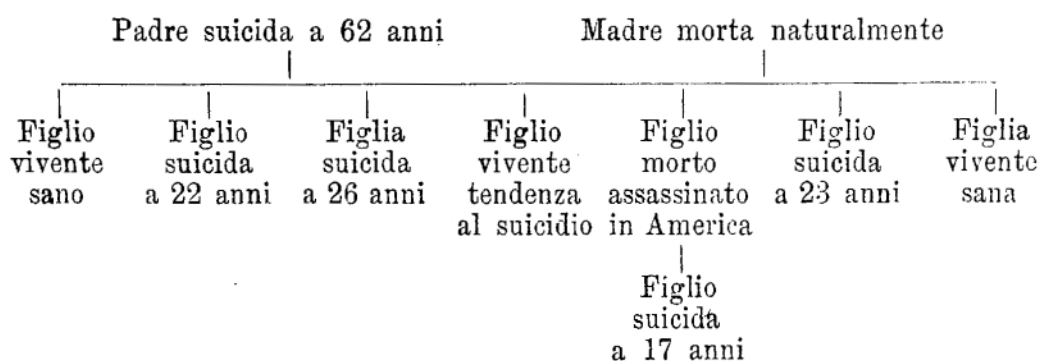 Padre suicida a 62 anni Madre morta naturalmente
Figlio Figlio Figlia Figlio Figlio Figlio Figlia
vivente suicida suicida vivente morto suicida vivente
sano a 22 anni a 26 anni tendenza assassinato a 23 anni sana
al suicidio in America
Figlio
suicida
a 17 anni